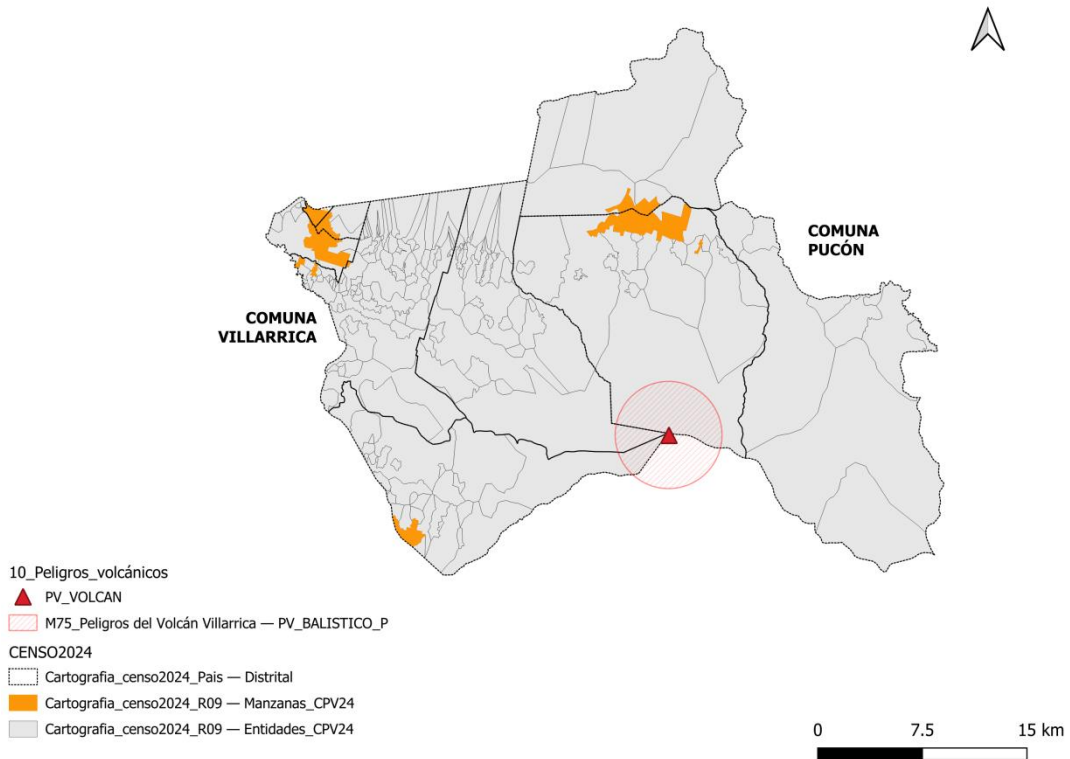 COMUNA
PUCÓN
COMUNA
VILLARRICA
10_Peligros_volcánicos
PV_VOLCAN
M75_Peligros del Volcán Villarrica — PV_BALISTICO_P
CENSO2024
Cartografia_censo2024_Pais — Distrital
Cartografia_censo2024_R09 — Manzanas_CPV24
Cartografia_censo2024_R09 — Entidades_CPV24
0 7.5 15 km